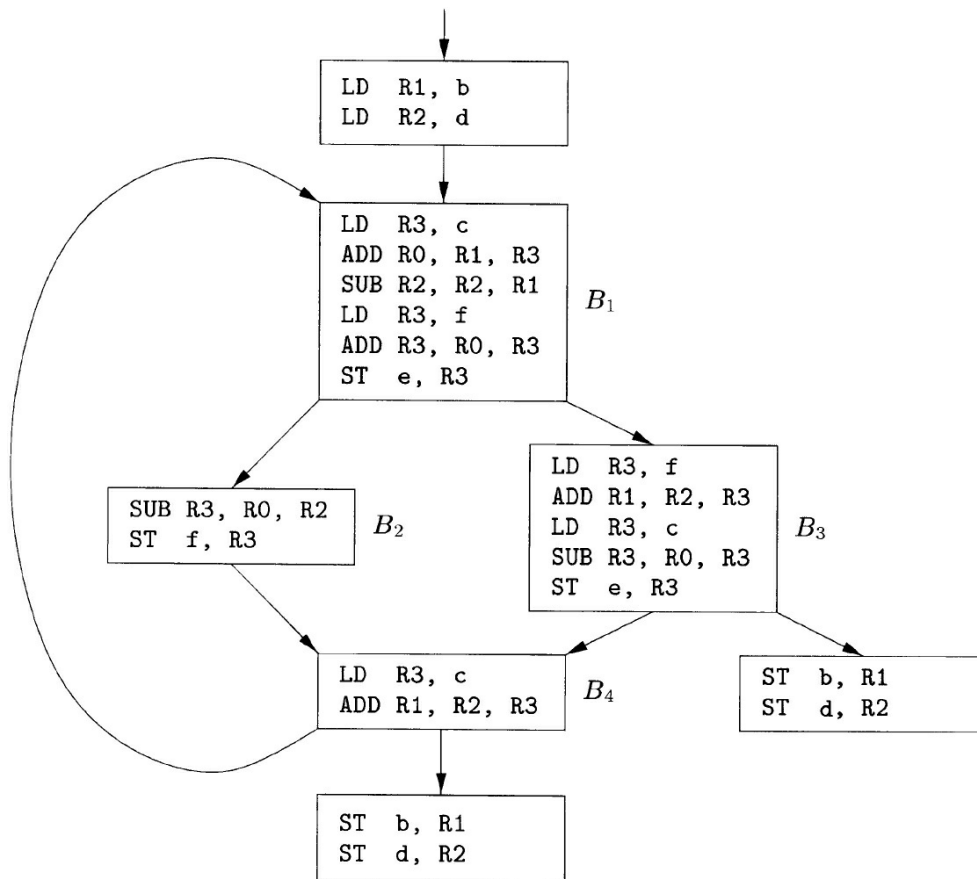 LD R1, b
LD R2, d
LD R3, c
ADD R0, R1, R3
SUB R2, R2, R1
LD R3, f
ADD R3, R0, R3
ST e, R3
B1
SUB R3, R0, R2
ST f, R3
B2
LD R3, f
ADD R1, R2, R3
LD R3, c
SUB R3, R0, R3
ST e, R3
B3
LD R3, c
ADD R1, R2, R3
B4
ST b, R1
ST d, R2
ST b, R1
ST d, R2